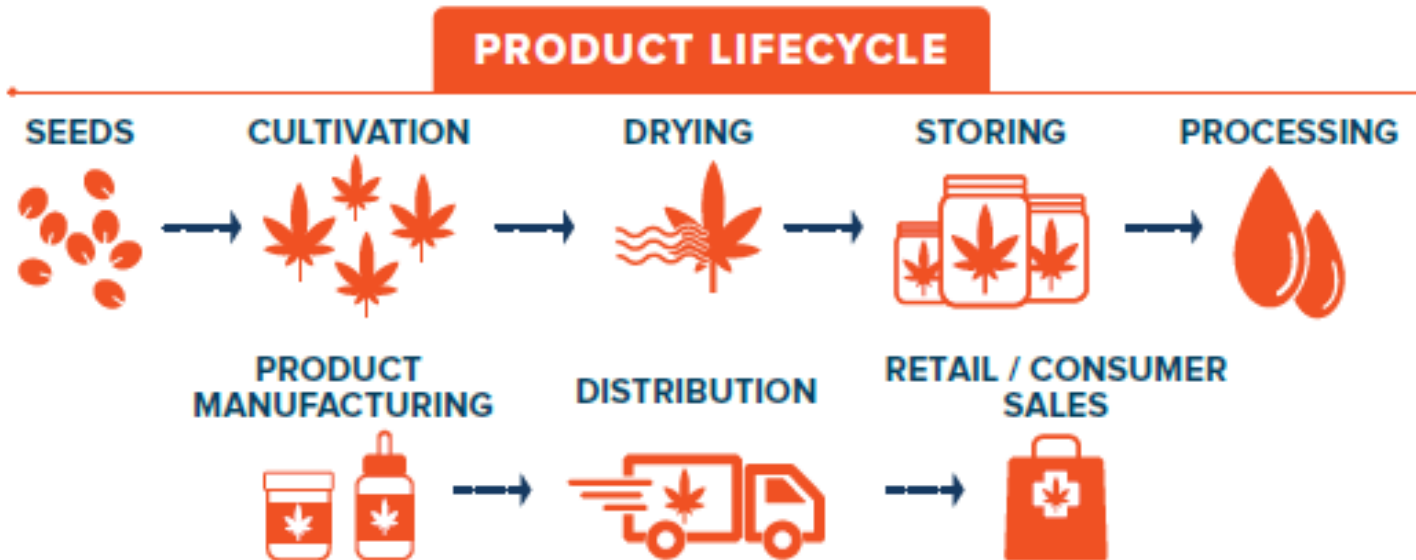 PRODUCT LIFECYCLE
SEEDS
CULTIVATION
DRYING
STORING
PROCESSING
PRODUCT
MANUFACTURING
DISTRIBUTION
RETAIL / CONSUMER
SALES